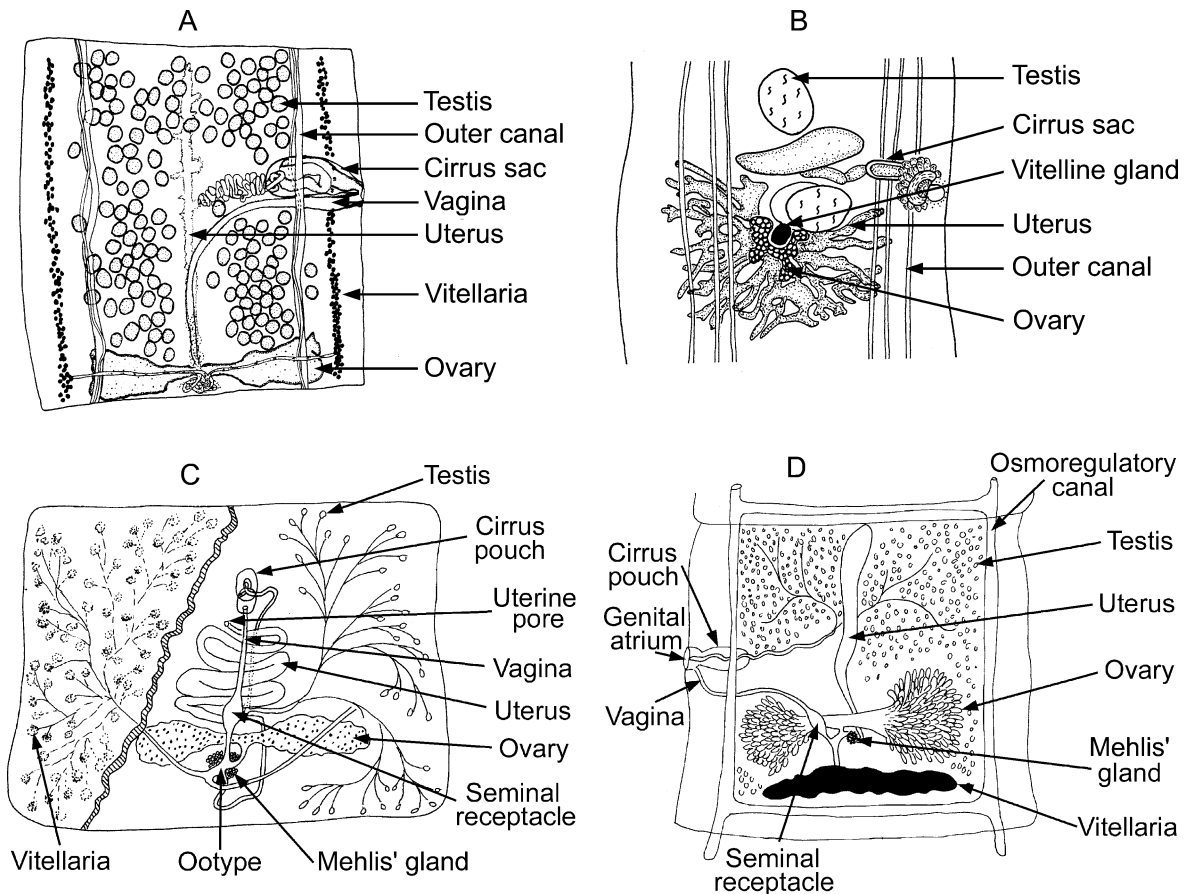 A
Testis
Outer canal
Cirrus sac
Vagina
Uterus
Vitellaria
Ovary
B
Testis
Cirrus sac
Vitelline gland
Uterus
Outer canal
Ovary
C
Testis
Cirrus
pouch
Uterine
pore
Vagina
Uterus
Ovary
Seminal
receptacle
Vitellaria
Ootype
Mehlis' gland
D
Osmoregulatory
canal
Testis
Cirrus
pouch
Genital
atrium
Uterus
Ovary
Vagina
Mehlis'
gland
Vitellaria
Seminal
receptacle